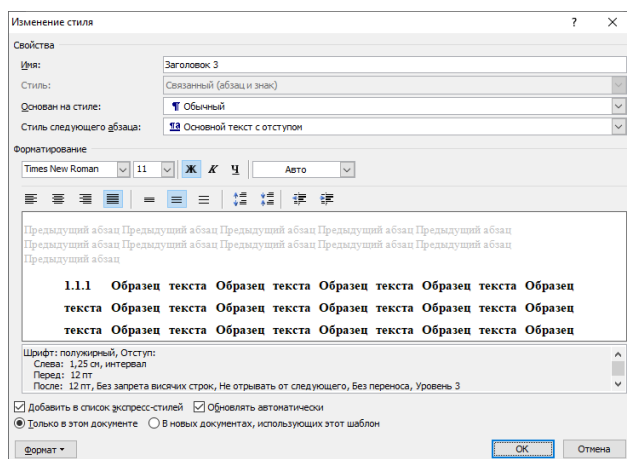 Изменение стиля ? ×
Свойства
Имя: Заголовок 3
Стиль: Связанный (абзац и знак)
Основан на стиле: ¶ Обычный
Стиль следующего абзаца: ¶a Основной текст с отступом
Форматирование
Times New Roman 11 Ж К Ч Авто
Предыдущий абзац Предыдущий абзац Предыдущий абзац Предыдущий абзац Предыдущий абзац
Предыдущий абзац Предыдущий абзац Предыдущий абзац Предыдущий абзац Предыдущий абзац
Предыдущий абзац
1.1.1 Образец текста Образец текста Образец текста Образец текста Образец
текста Образец текста Образец текста Образец текста Образец текста Образец
текста Образец текста Образец текста Образец текста Образец текста Образец
Шрифт: полужирный, Отступ:
Слева: 1,25 см, интервал
Перед: 12 пт
После: 12 пт, Без запрета висячих строк, Не отрывать от следующего, Без переноса, Уровень 3
Добавить в список экспресс-стилей Обновлять автоматически
Только в этом документе В новых документах, использующих этот шаблон
Формат ОК Отмена